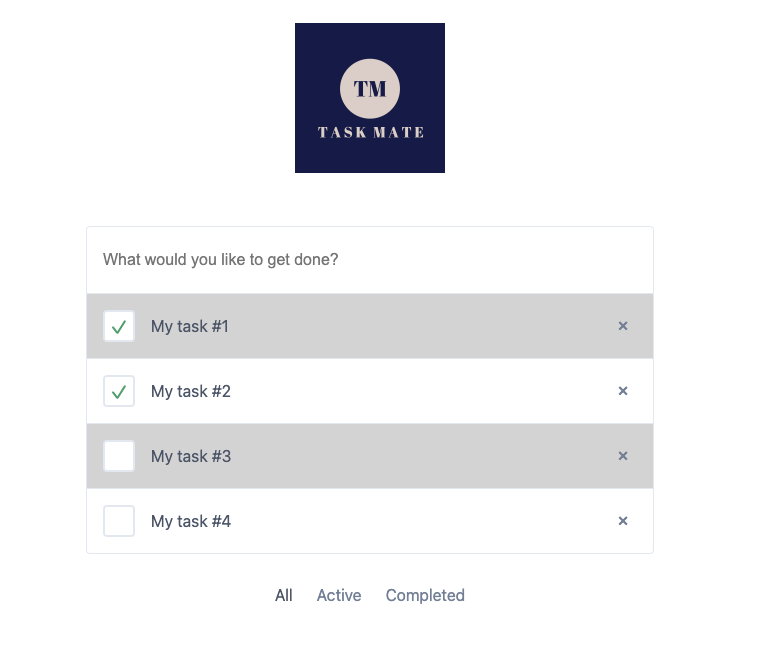 TM
TASK MATE
What would you like to get done?
My task #1 ×
My task #2 ×
My task #3 ×
My task #4 ×
All Active Completed